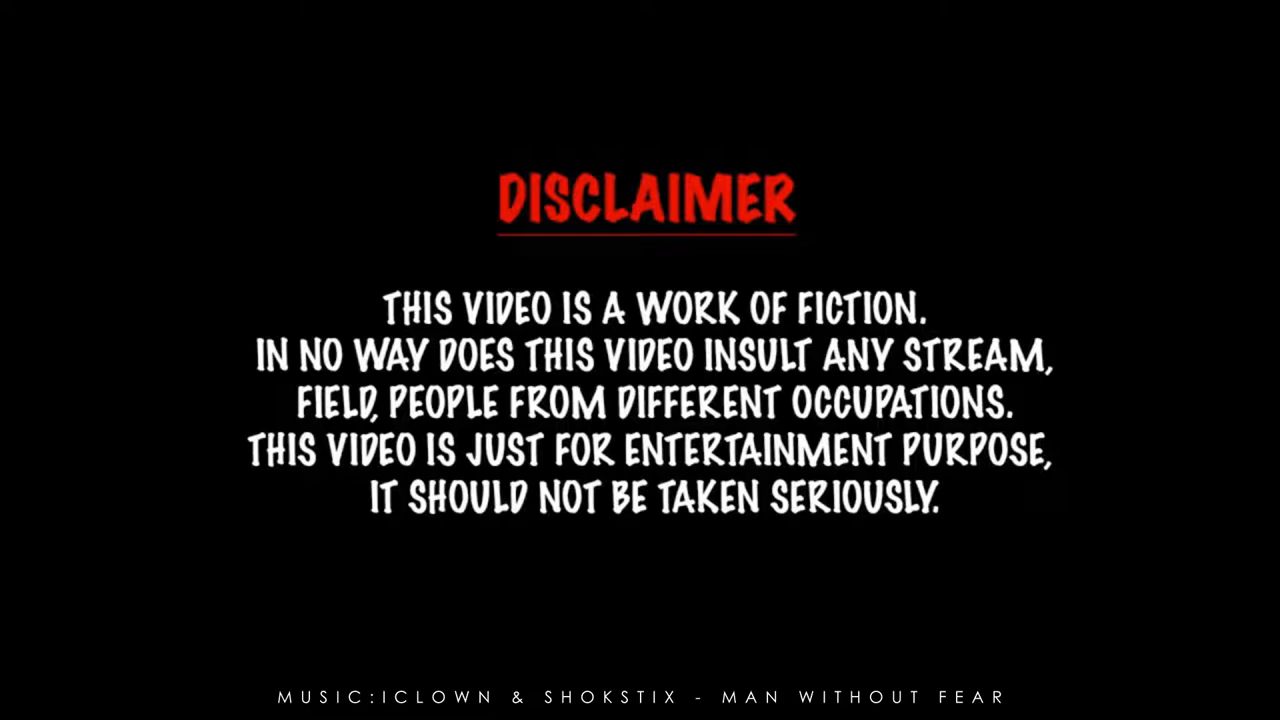 DISCLAIMER
THIS VIDEO IS A WORK OF FICTION.
IN NO WAY DOES THIS VIDEO INSULT ANY STREAM,
FIELD, PEOPLE FROM DIFFERENT OCCUPATIONS.
THIS VIDEO IS JUST FOR ENTERTAINMENT PURPOSE,
IT SHOULD NOT BE TAKEN SERIOUSLY.
MUSIC:ICLOWN & SHOKSTIX - MAN WITHOUT FEAR